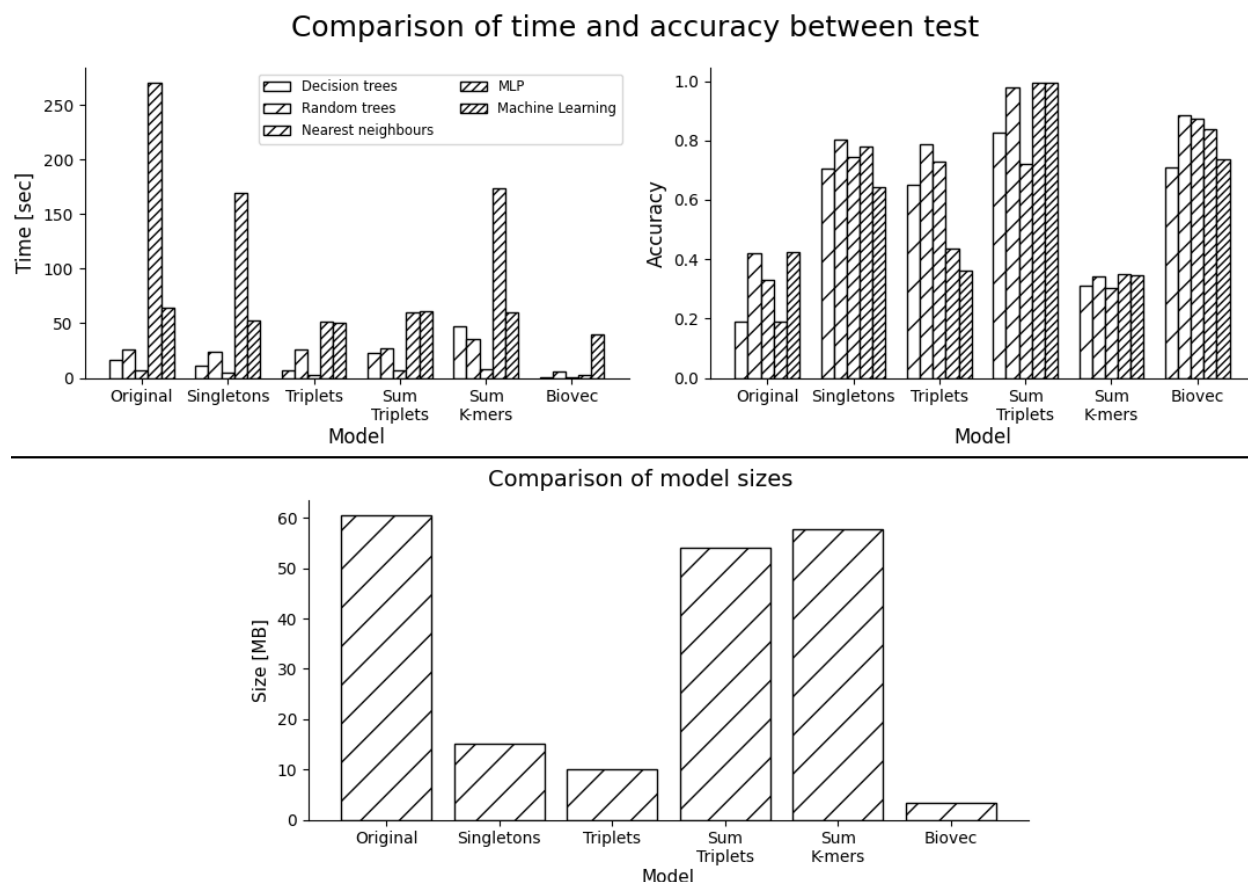 Comparison of time and accuracy between test
Time [sec]
250
200
150
100
50
0
Decision trees
Random trees
Nearest neighbours
MLP
Machine Learning
Original
Singletons
Triplets
Sum
Triplets
Sum
K-mers
Biovec
Model
Accuracy
1.0
0.8
0.6
0.4
0.2
0.0
Original
Singletons
Triplets
Sum
Triplets
Sum
K-mers
Biovec
Model
Comparison of model sizes
Size [MB]
60
50
40
30
20
10
0
Original
Singletons
Triplets
Sum
Triplets
Sum
K-mers
Biovec
Model